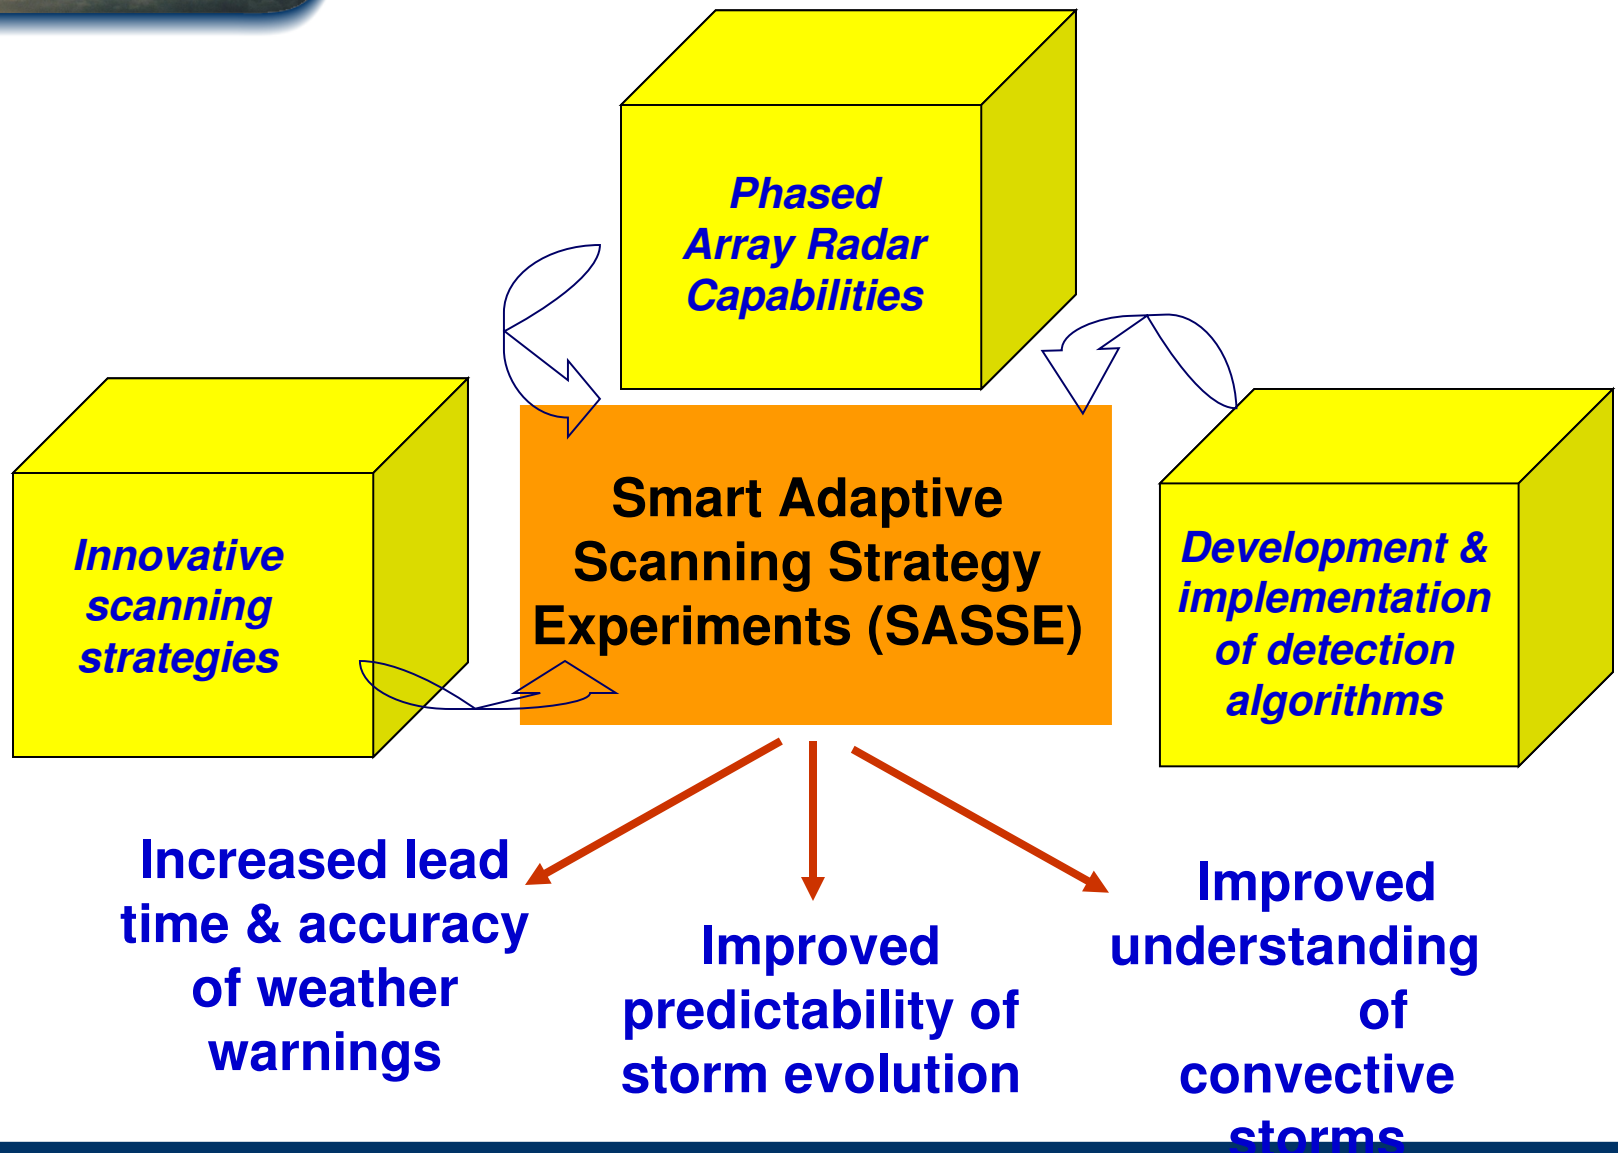 Phased
Array Radar
Capabilities
Innovative
scanning
strategies
Smart Adaptive
Scanning Strategy
Experiments (SASSE)
Development &
implementation
of detection
algorithms
Increased lead
time & accuracy
of weather
warnings
Improved
predictability of
storm evolution
Improved
understanding
of
convective
storms